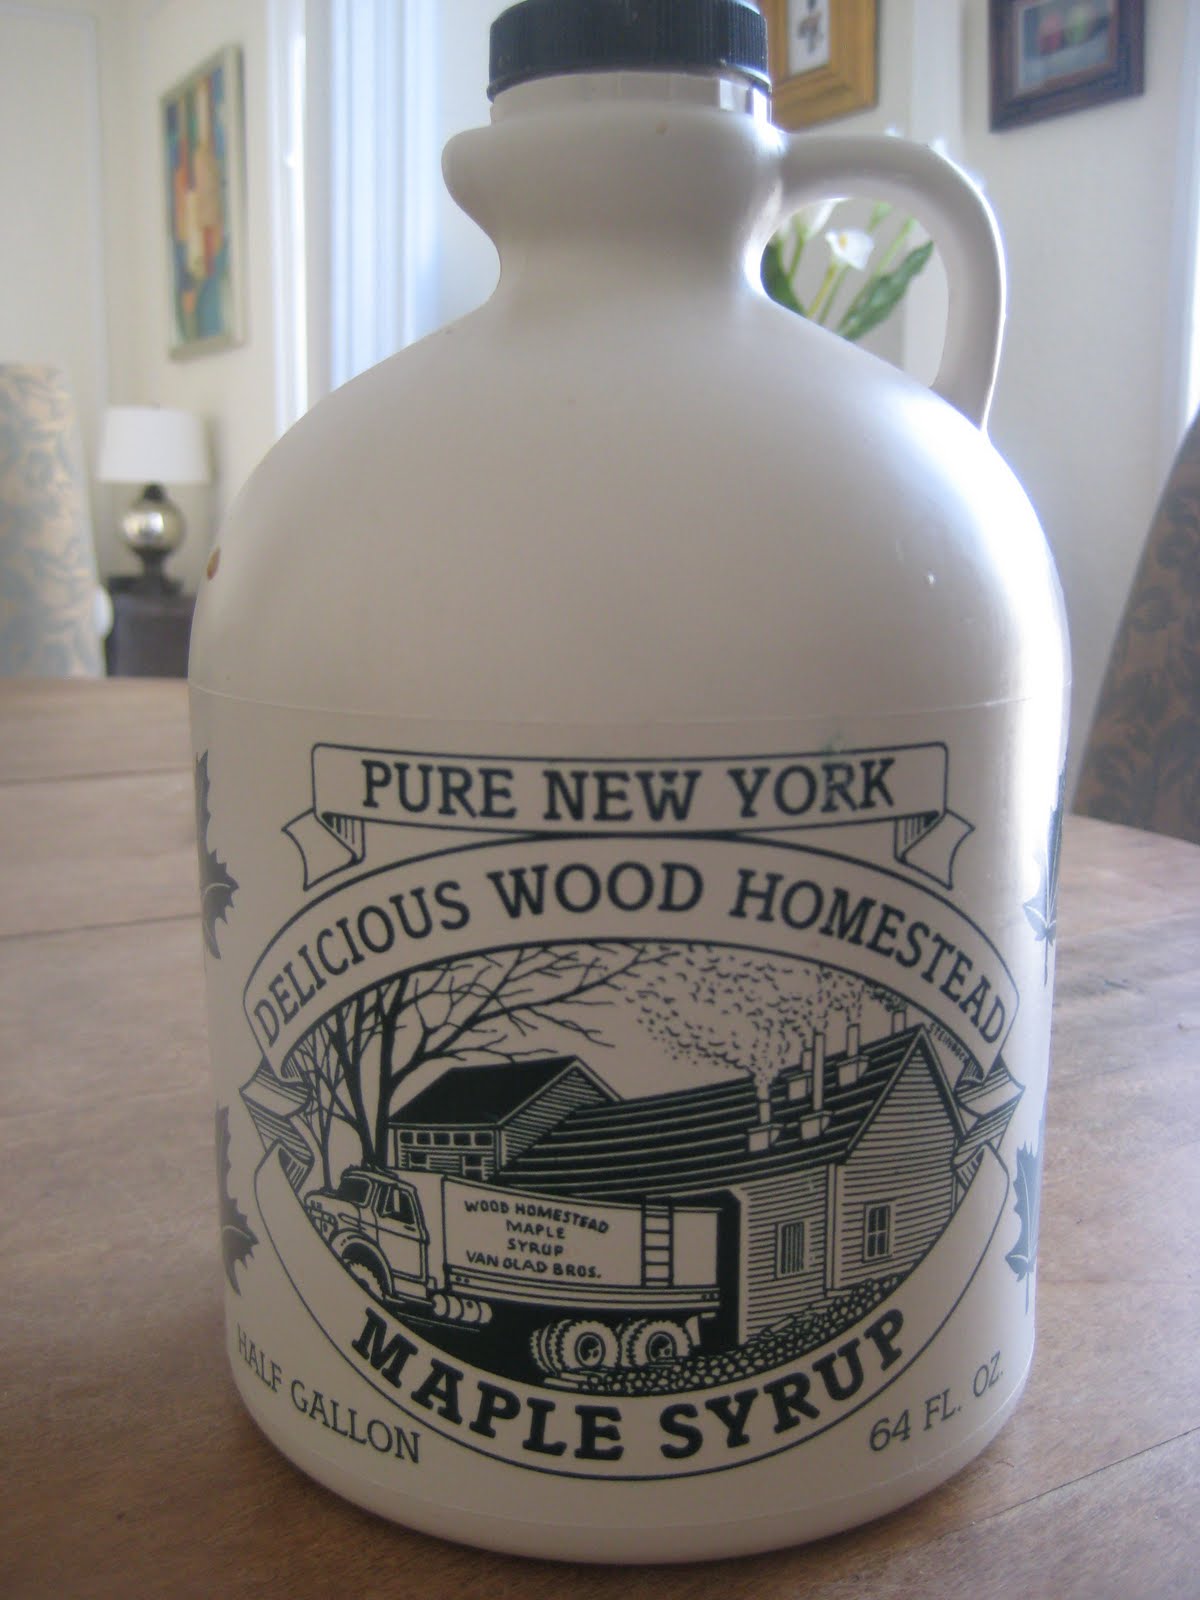 PURE NEW YORK
DELICIOUS WOOD HOMESTEAD
STEINBOCK
WOOD HOMESTEAD
MAPLE
SYRUP
VAN GLAD BROS.
MAPLE SYRUP
HALF GALLON
64 FL. OZ.